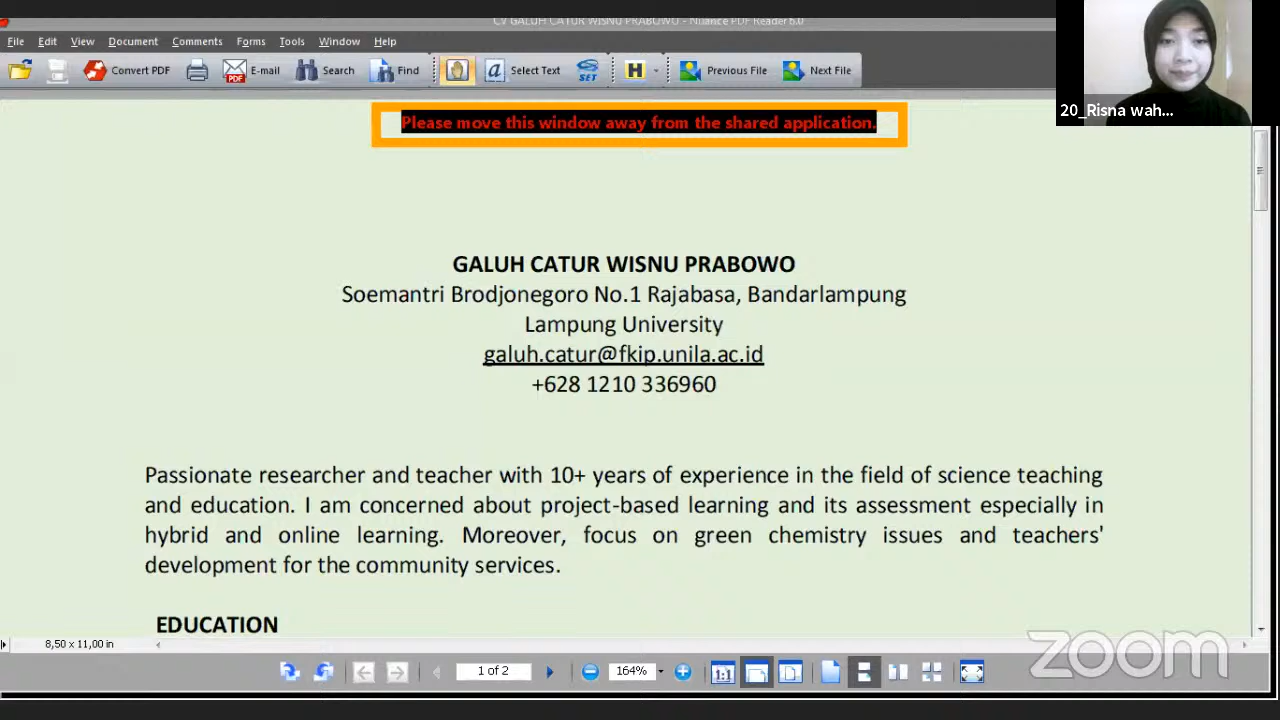 CV GALUH CATUR WISNU PRABOWO - Nuance PDF Reader 6.0
File Edit View Document Comments Forms Tools Window Help
Convert PDF E-mail Search Find Select Text SET H Previous File Next File
20_Risna wah...
Please move this window away from the shared application.
GALUH CATUR WISNU PRABOWO
Soemantri Brodjonegoro No.1 Rajabasa, Bandarlampung
Lampung University
galuh.catur@fkip.unila.ac.id
+628 1210 336960
Passionate researcher and teacher with 10+ years of experience in the field of science teaching
and education. I am concerned about project-based learning and its assessment especially in
hybrid and online learning. Moreover, focus on green chemistry issues and teachers'
development for the community services.
EDUCATION
8,50 x 11,00 in
1 of 2 164% 1:1
zoom